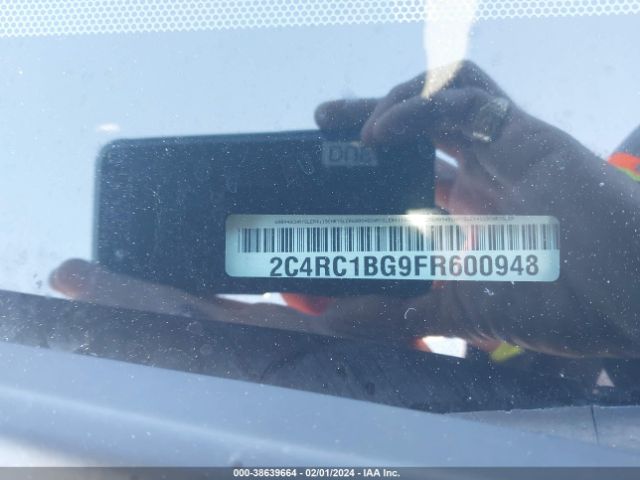 2C4RC1BG9FR600948
000-38639664 - 02/01/2024 - IAA Inc.